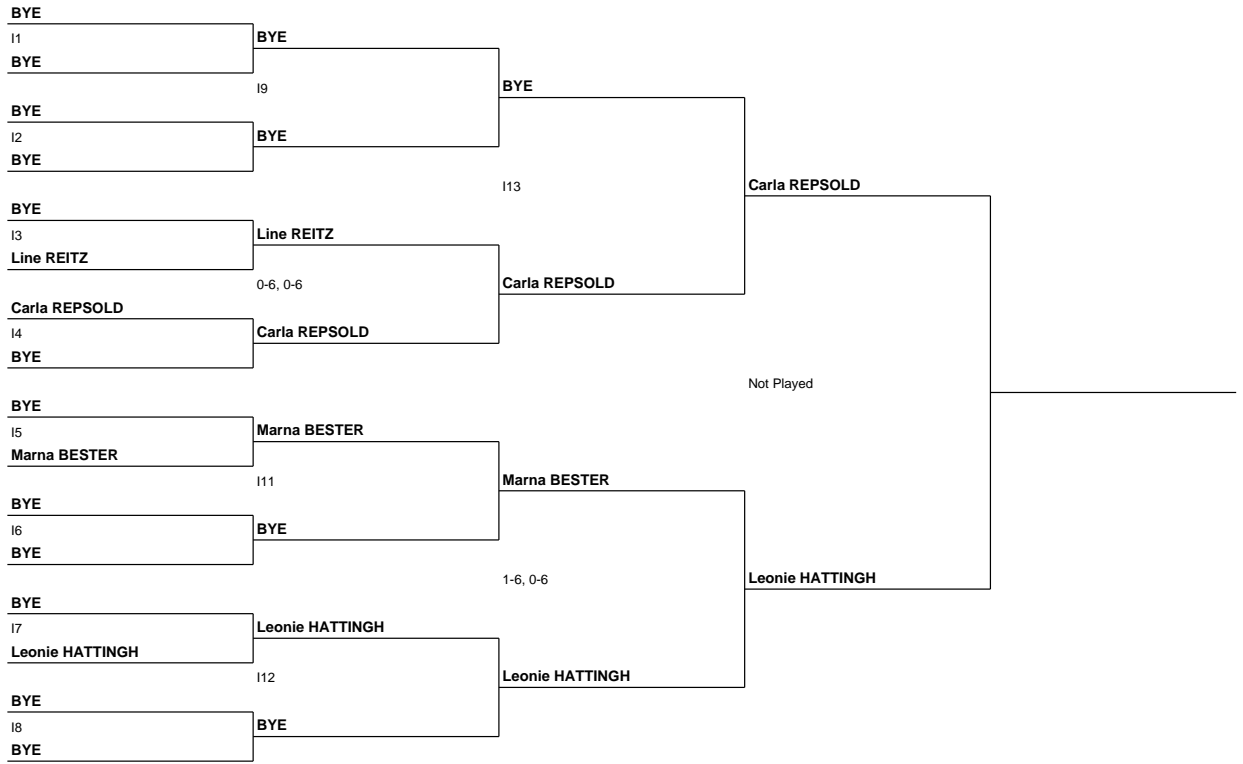 BYE
I1
BYE
BYE
I9
BYE
BYE
I2
BYE
BYE
I13
Carla REPSOLD
BYE
I3
Line REITZ
Line REITZ
0-6, 0-6
Carla REPSOLD
Carla REPSOLD
I4
Carla REPSOLD
BYE
Not Played
BYE
I5
Marna BESTER
Marna BESTER
I11
Marna BESTER
BYE
I6
BYE
BYE
1-6, 0-6
Leonie HATTINGH
BYE
I7
Leonie HATTINGH
Leonie HATTINGH
I12
Leonie HATTINGH
BYE
I8
BYE
BYE